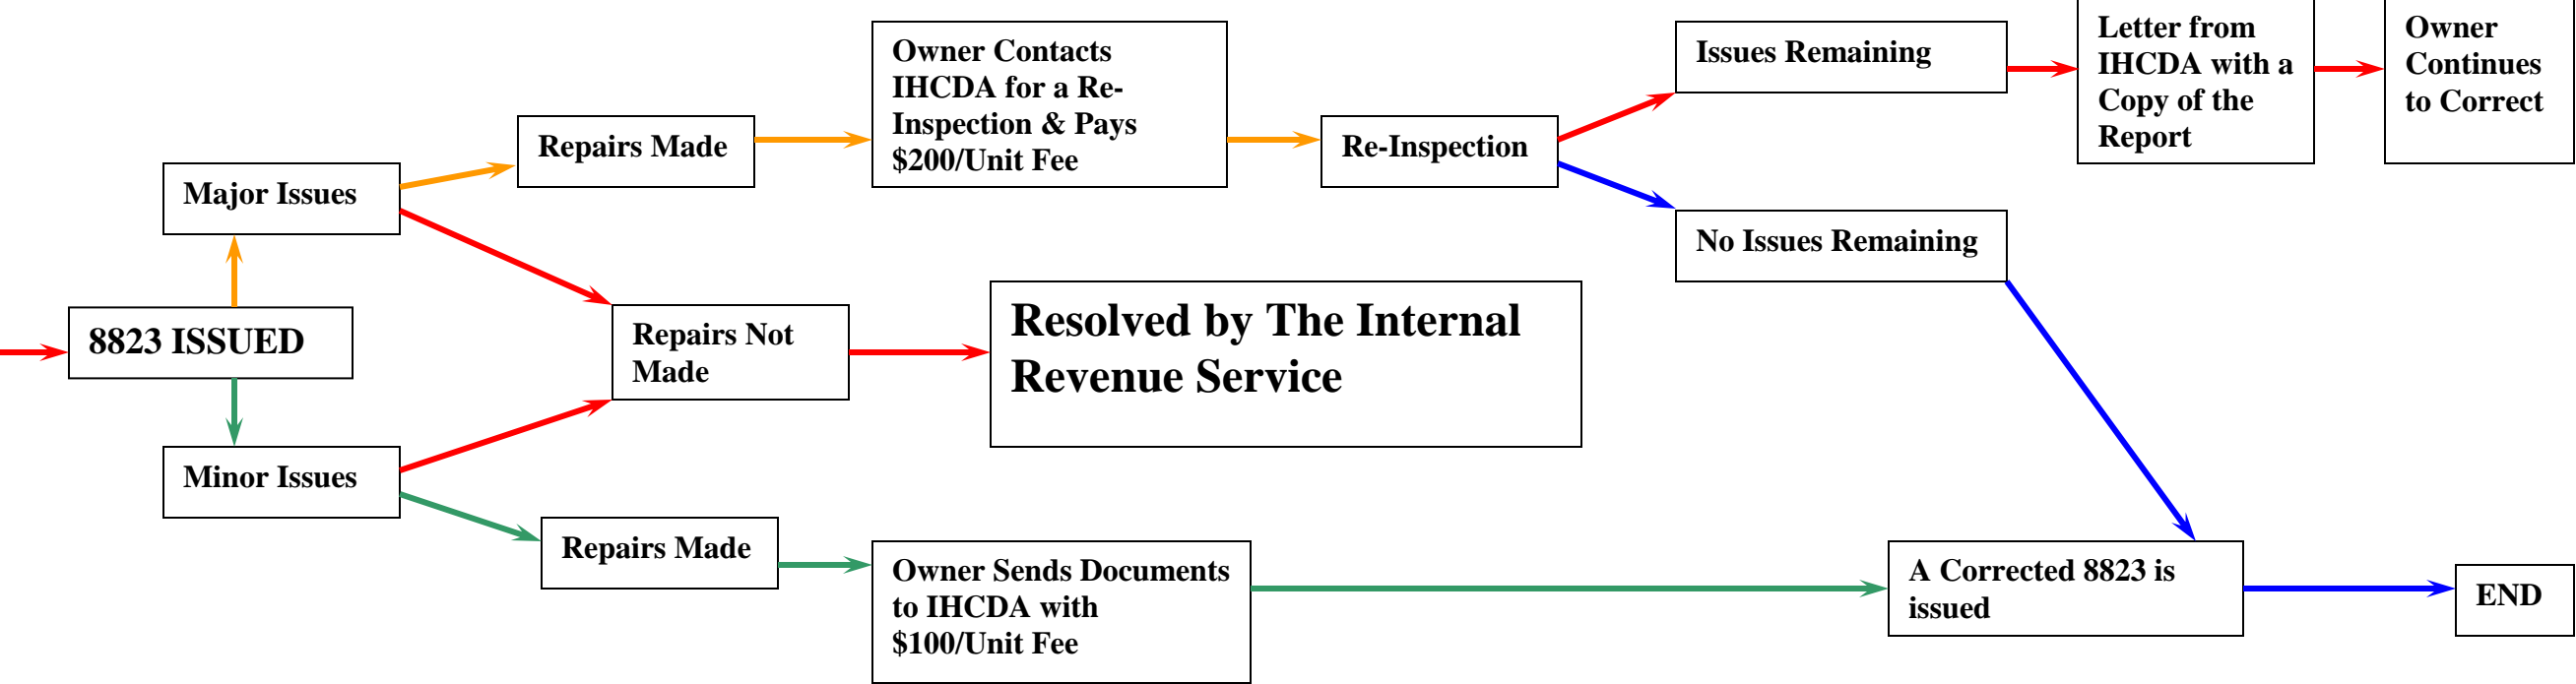 Owner Contacts
IHCDA for a Re-
Inspection & Pays
$200/Unit Fee
Issues Remaining
Letter from
IHCDA with a
Copy of the
Report
Owner
Continues
to Correct
Repairs Made
Re-Inspection
Major Issues
No Issues Remaining
8823 ISSUED
Repairs Not
Made
Resolved by The Internal
Revenue Service
Minor Issues
Repairs Made
Owner Sends Documents
to IHCDA with
$100/Unit Fee
A Corrected 8823 is
issued
END